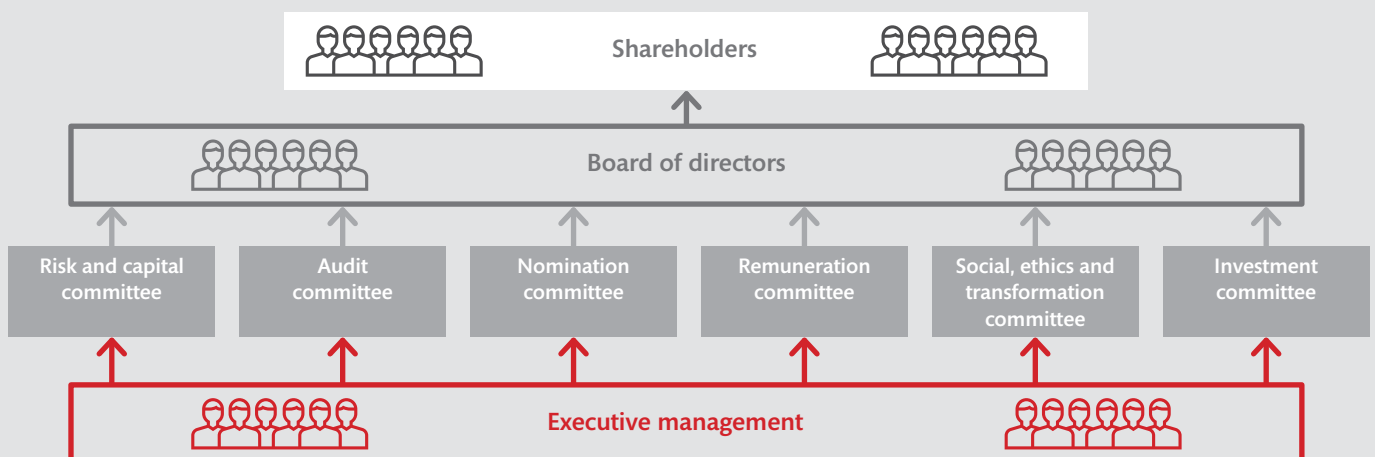 Shareholders
Board of directors
Risk and capital
committee
Audit
committee
Nomination
committee
Remuneration
committee
Social, ethics and
transformation
committee
Investment
committee
Executive management